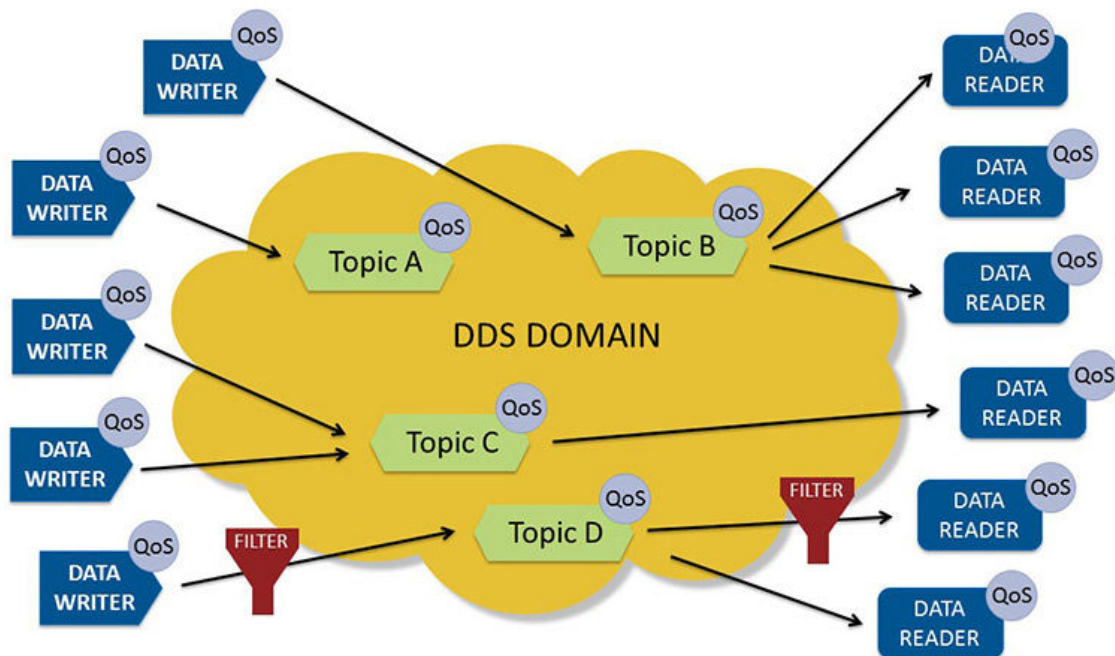 QoS
DATA
WRITER
QoS
DATA
READER
QoS
DATA
WRITER
QoS
DATA
READER
QoS
Topic A
QoS
Topic B
QoS
DATA
READER
QoS
DATA
WRITER
DDS DOMAIN
QoS
DATA
READER
QoS
DATA
WRITER
QoS
Topic C
QoS
DATA
READER
FILTER
QoS
DATA
WRITER
FILTER
QoS
Topic D
QoS
DATA
READER